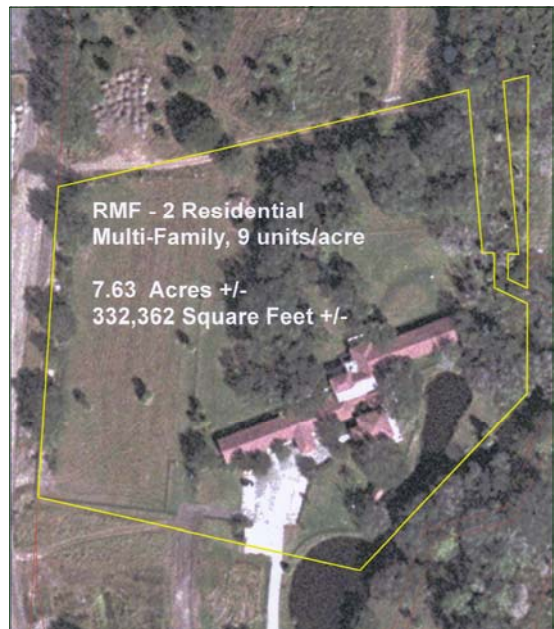 RMF - 2 Residential
Multi-Family, 9 units/acre
7.63 Acres +/-
332,362 Square Feet +/-